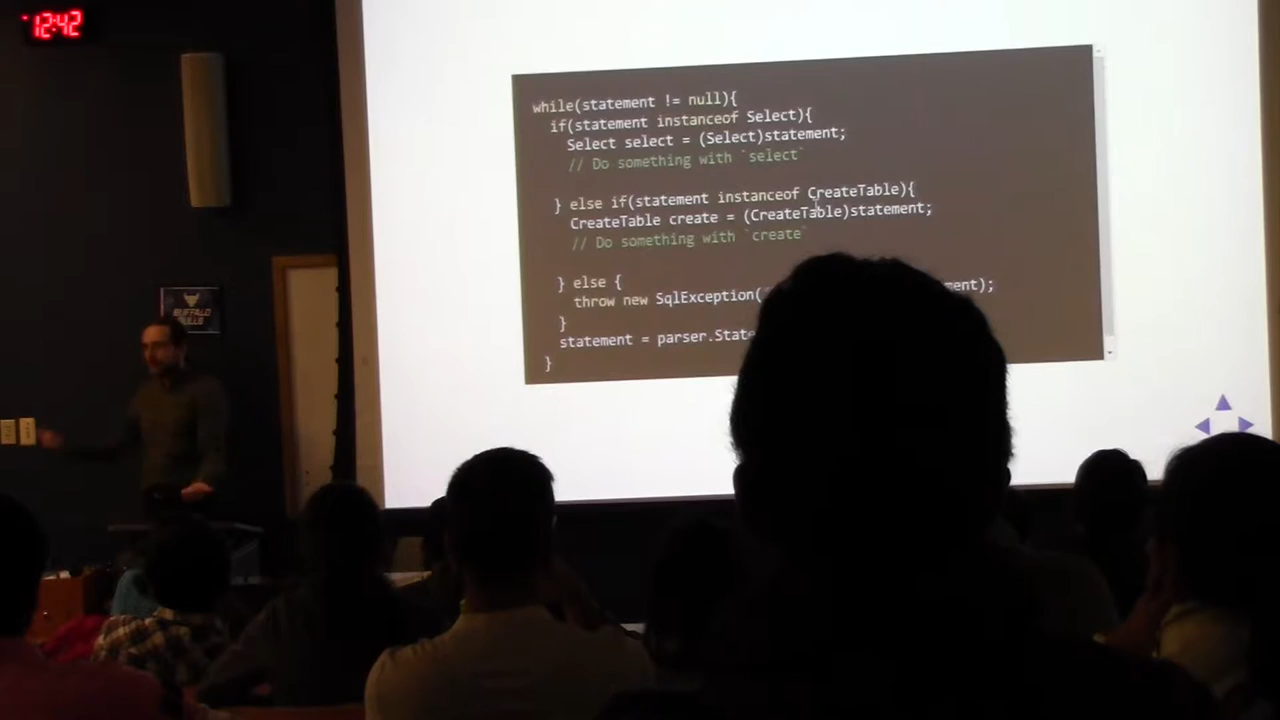 12:42
while(statement != null){
if(statement instanceof Select){
Select select = (Select)statement;
// Do something with `select`
} else if(statement instanceof CreateTable){
CreateTable create = (CreateTable)statement;
// Do something with `create`
} else {
throw new SqlException( ment);
}
statement = parser.State
}
BUFFALO
BULLS